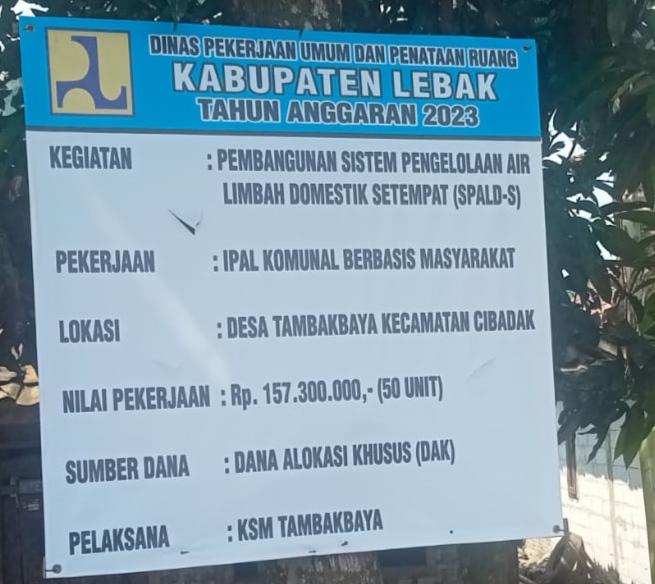 DINAS PEKERJAAN UMUM DAN PENATAAN RUANG
KABUPATEN LEBAK
TAHUN ANGGARAN 2023
KEGIATAN : PEMBANGUNAN SISTEM PENGELOLAAN AIR
LIMBAH DOMESTIK SETEMPAT (SPALD-S)
PEKERJAAN : IPAL KOMUNAL BERBASIS MASYARAKAT
LOKASI : DESA TAMBAKBAYA KECAMATAN CIBADAK
NILAI PEKERJAAN : Rp. 157.300.000,- (50 UNIT)
SUMBER DANA : DANA ALOKASI KHUSUS (DAK)
PELAKSANA : KSM TAMBAKBAYA